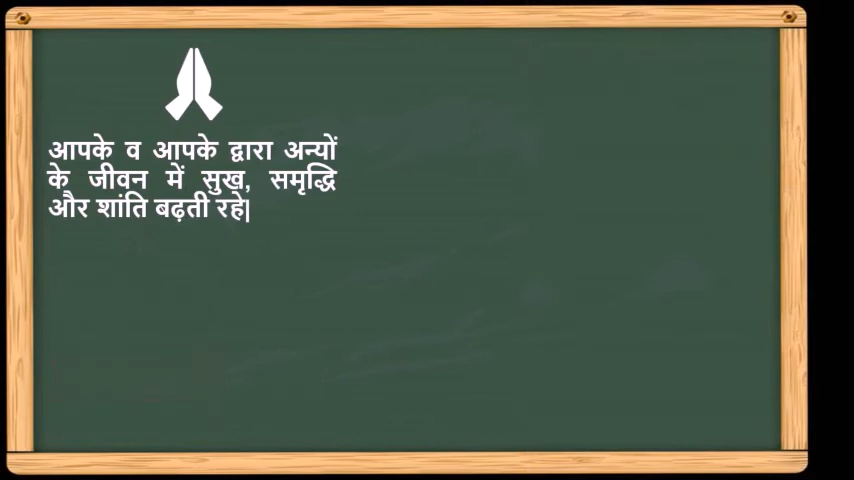 आपके व आपके द्वारा अन्यों
के जीवन में सुख, समृद्धि
और शांति बढ़ती रहे|